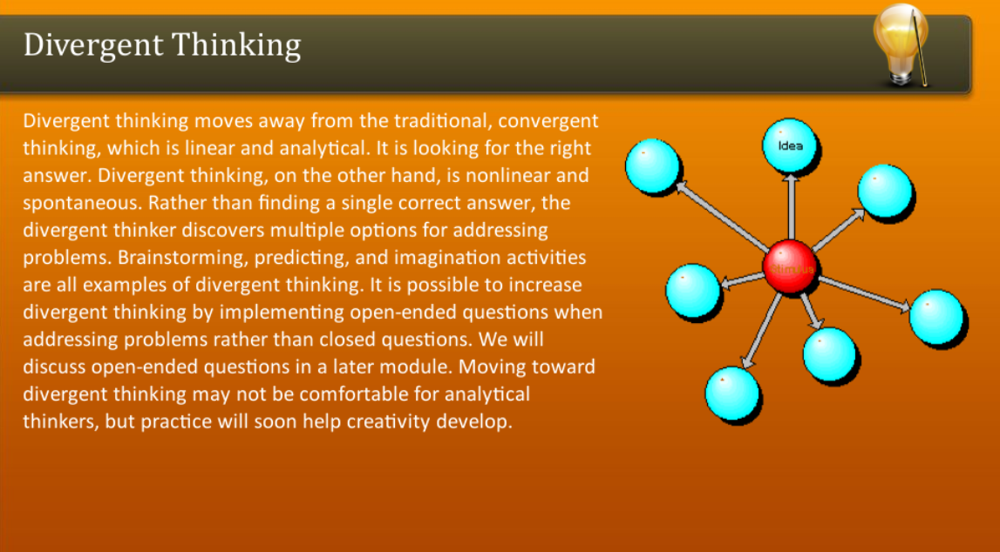 Divergent Thinking
Divergent thinking moves away from the traditional, convergent
thinking, which is linear and analytical. It is looking for the right
answer. Divergent thinking, on the other hand, is nonlinear and
spontaneous. Rather than finding a single correct answer, the
divergent thinker discovers multiple options for addressing
problems. Brainstorming, predicting, and imagination activities
are all examples of divergent thinking. It is possible to increase
divergent thinking by implementing open-ended questions when
addressing problems rather than closed questions. We will
discuss open-ended questions in a later module. Moving toward
divergent thinking may not be comfortable for analytical
thinkers, but practice will soon help creativity develop.
Idea